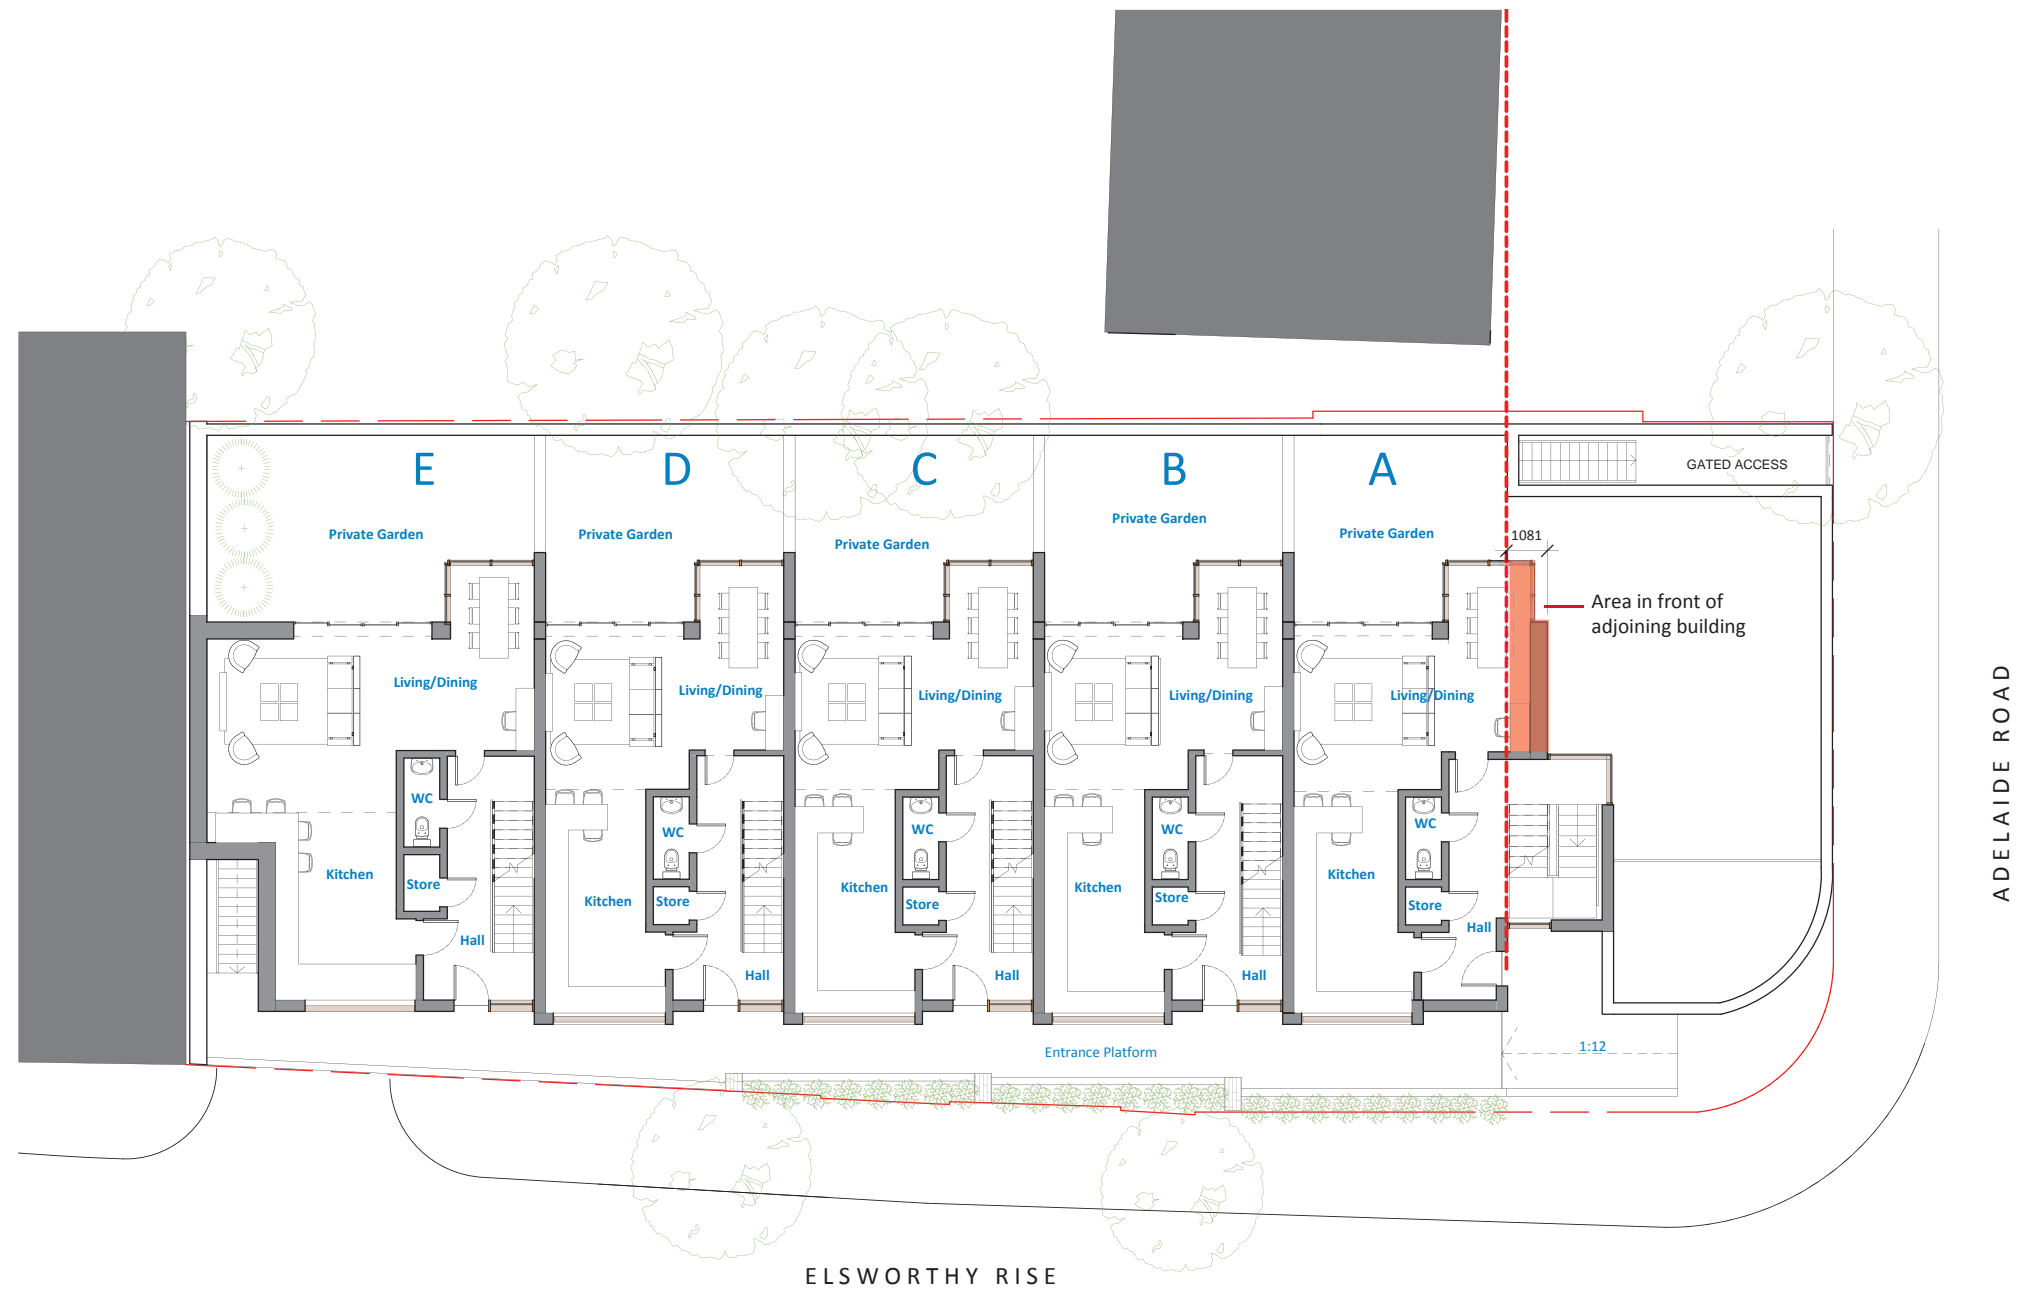 E
D
C
B
A
GATED ACCESS
Private Garden
Private Garden
Private Garden
Private Garden
Private Garden
1081
Area in front of
adjoining building
Living/Dining
Living/Dining
Living/Dining
Living/Dining
Living/Dining
WC
WC
WC
WC
WC
Kitchen
Kitchen
Kitchen
Kitchen
Kitchen
Store
Store
Store
Store
Store
Hall
Hall
Hall
Hall
Hall
Entrance Platform
1:12
ADELAIDE ROAD
ELSWORTHY RISE